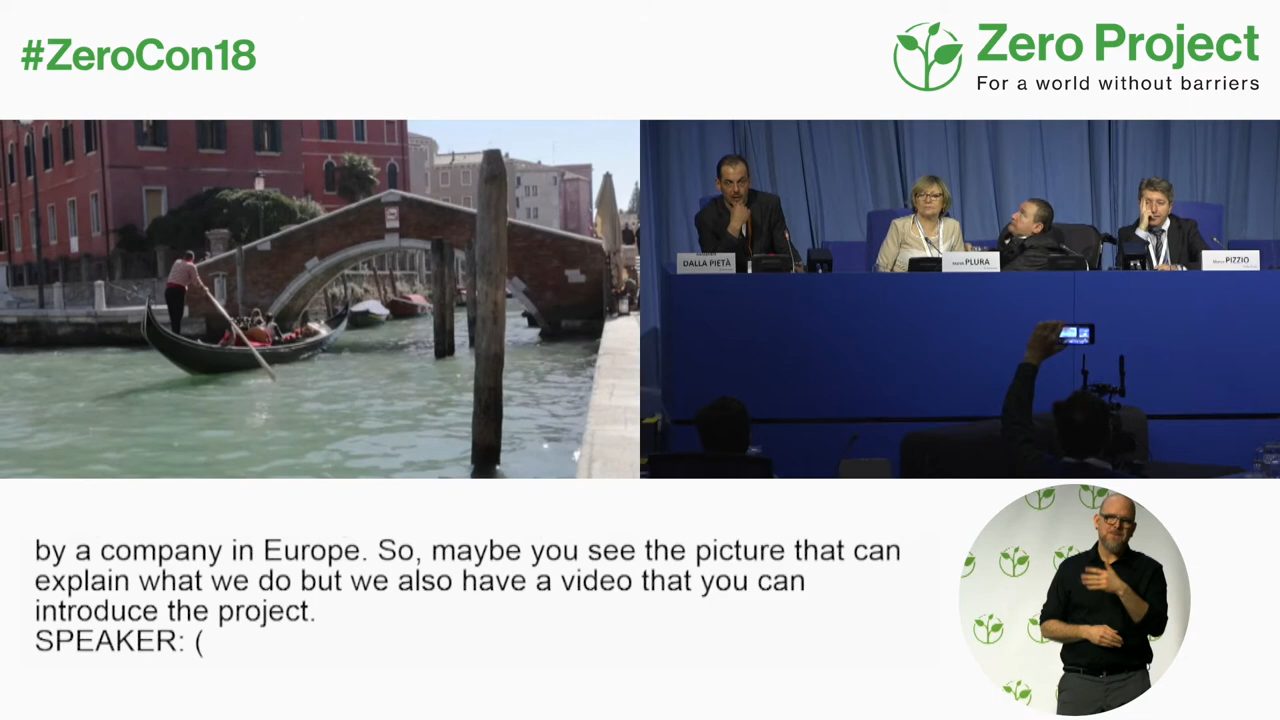 #ZeroCon18
Zero Project
For a world without barriers
DALLA PIETÀ
PLURA
PIZZIO
by a company in Europe. So, maybe you see the picture that can
explain what we do but we also have a video that you can
introduce the project.
SPEAKER: (